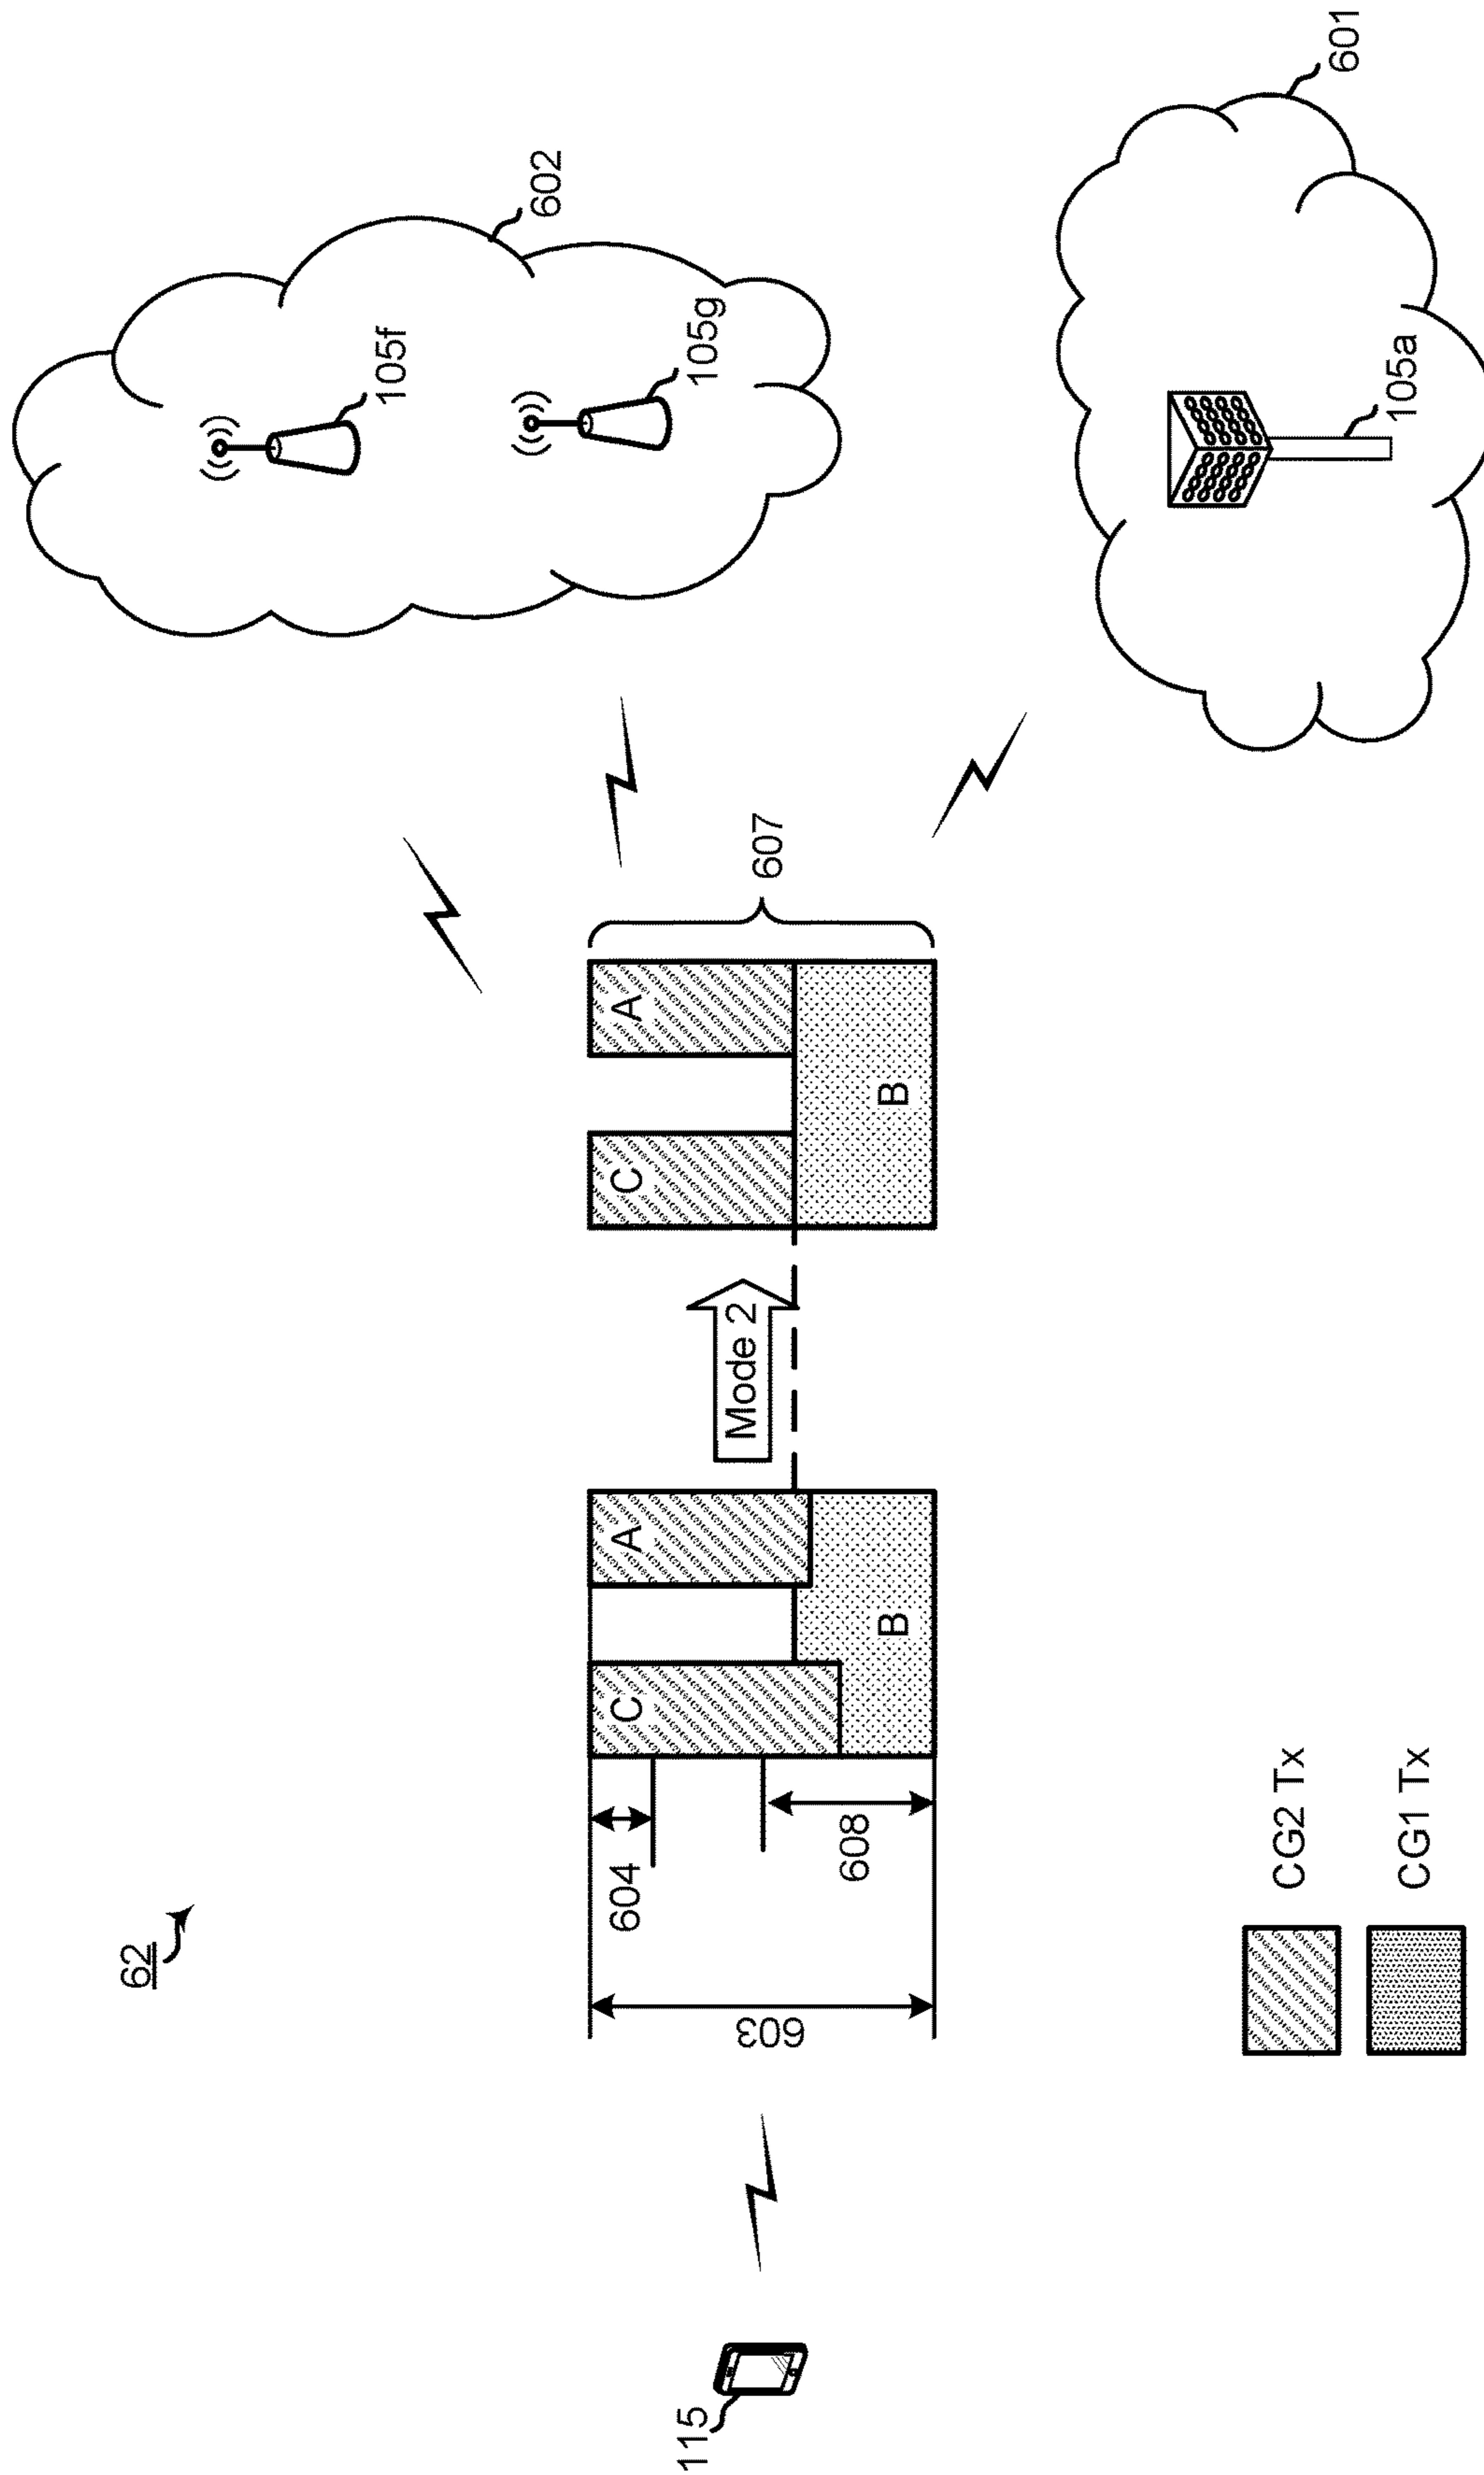 62
602
105f
105g
115
603
604
608
C
A
B
Mode 2
C
A
B
607
601
105a
CG2 Tx
CG1 Tx